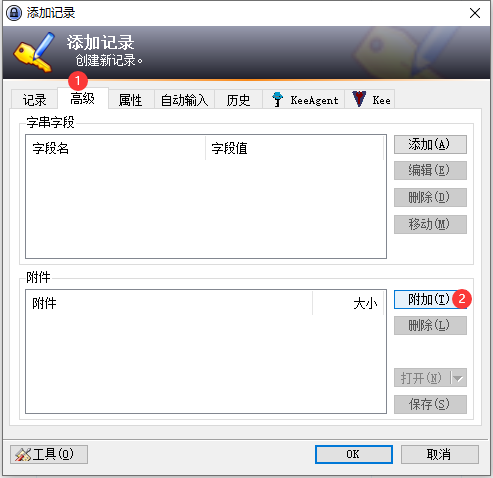 添加记录
添加记录
创建新记录。
1
记录 高级 属性 自动输入 历史 KeeAgent Kee
字串字段
字段名 字段值
添加(A)
编辑(E)
删除(D)
移动(M)
附件
附件 大小
附加(T) 2
删除(L)
打开(N)
保存(S)
工具(O) OK 取消